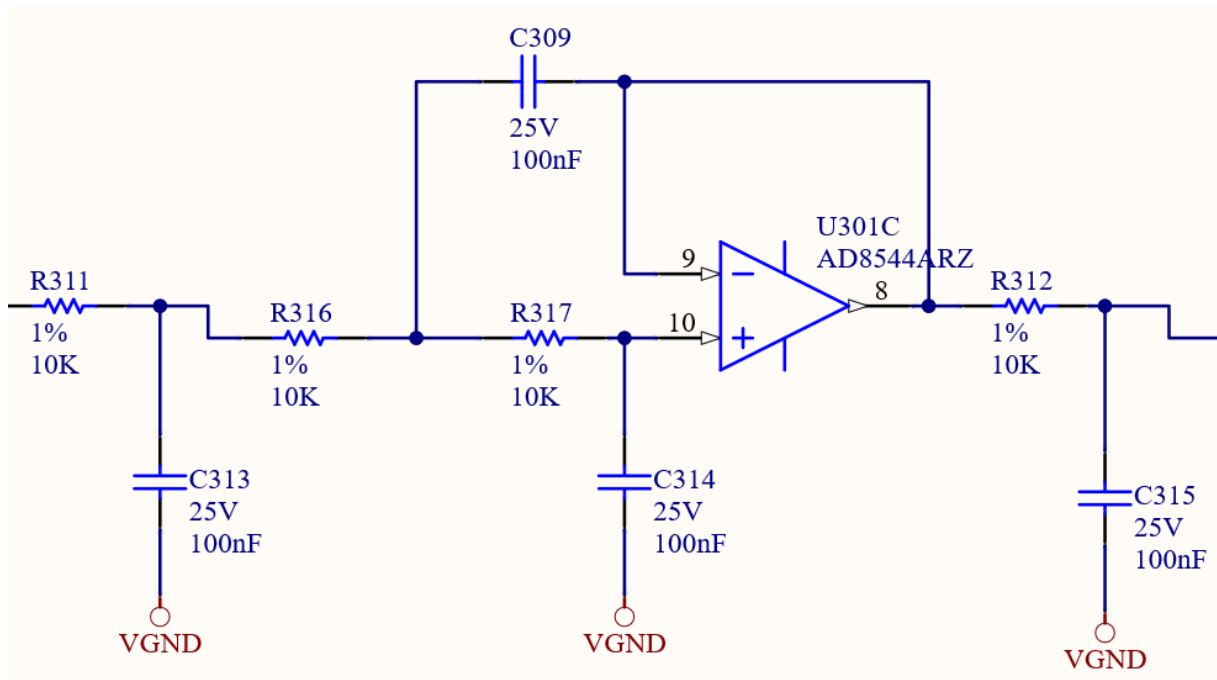 C309
25V
100nF
U301C
AD8544ARZ
R311
1%
10K
R316
1%
10K
R317
1%
10K
9
10
8
R312
1%
10K
C313
25V
100nF
C314
25V
100nF
C315
25V
100nF
VGND
VGND
VGND